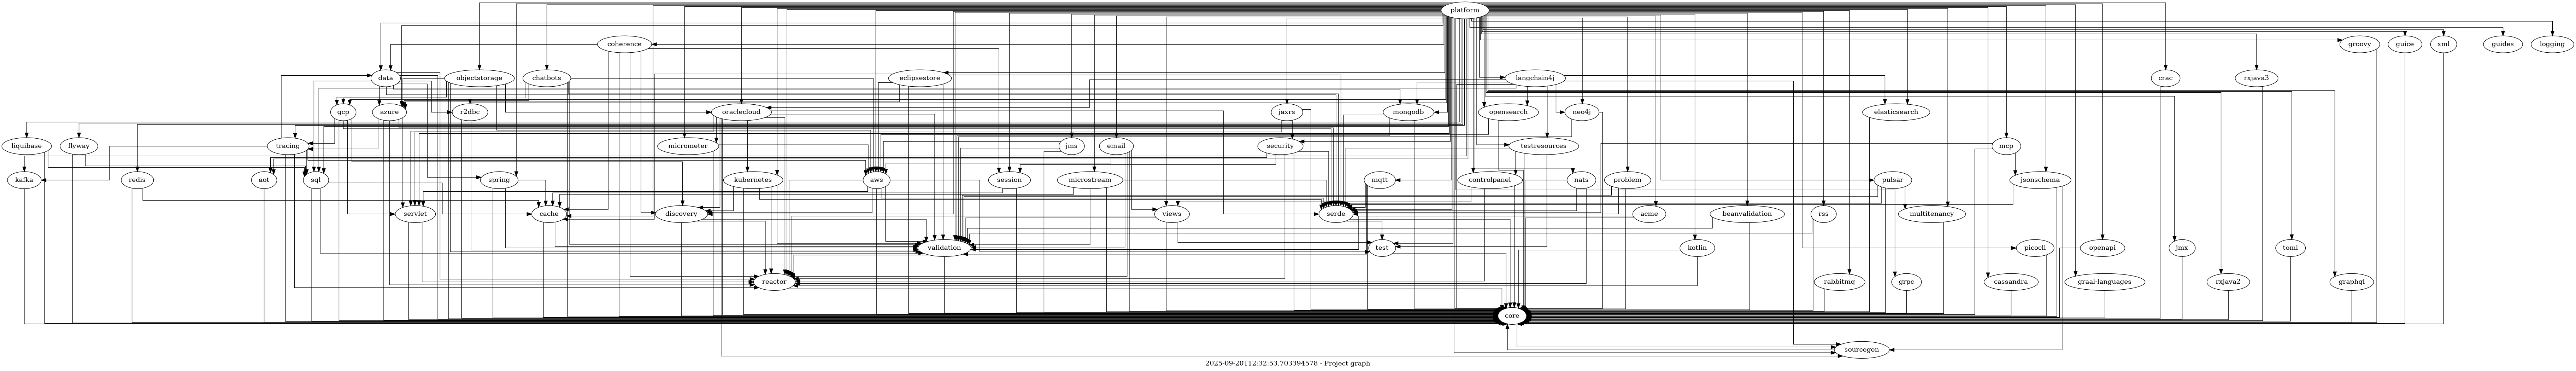 platform
coherence
groovy
guice
xml
guides
logging
data
objectstorage
chatbots
eclipsestore
langchain4j
crac
rxjava3
gcp
azure
r2dbc
oraclecloud
jaxrs
mongodb
opensearch
neo4j
elasticsearch
liquibase
flyway
tracing
micrometer
jms
email
security
testresources
mcp
kafka
redis
aot
sql
spring
kubernetes
aws
session
microstream
mqtt
controlpanel
nats
problem
pulsar
jsonschema
servlet
cache
discovery
views
serde
acme
beanvalidation
rss
multitenancy
validation
test
kotlin
picocli
openapi
jmx
toml
reactor
rabbitmq
grpc
cassandra
graal-languages
rxjava2
graphql
core
sourcegen
2025-09-20T12:32:53.703394578 - Project graph